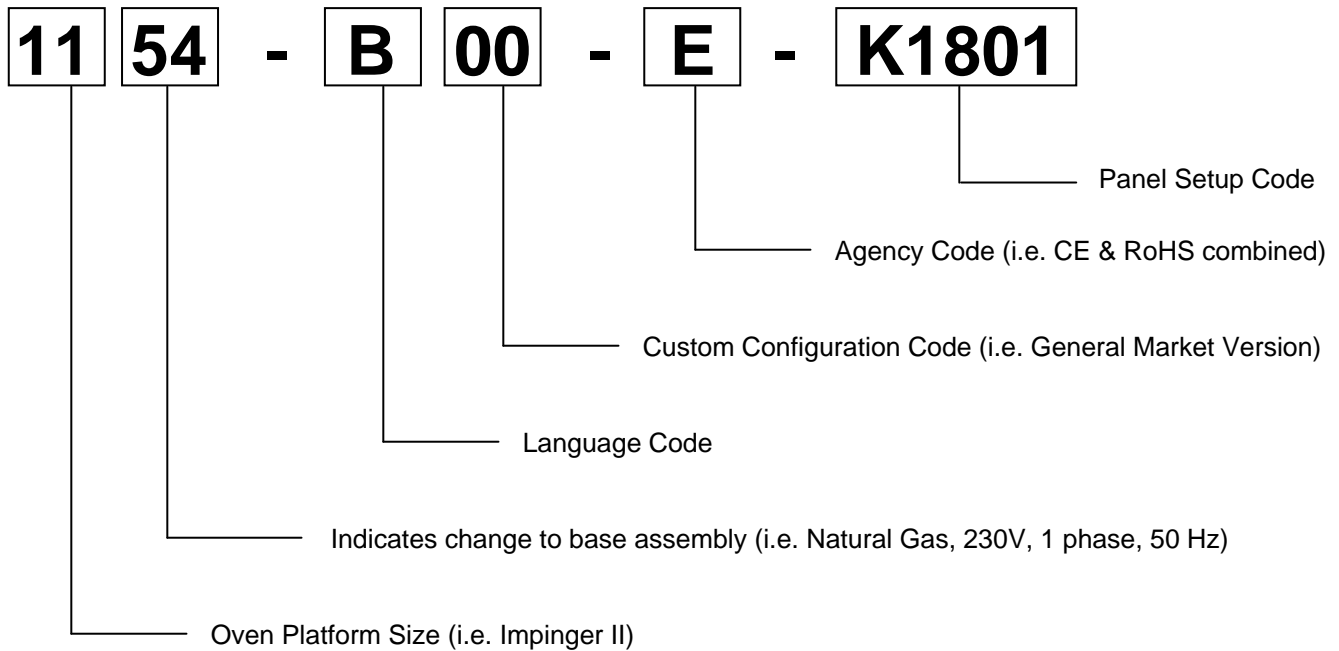 11 54 - B 00 - E - K1801
Panel Setup Code
Agency Code (i.e. CE & RoHS combined)
Custom Configuration Code (i.e. General Market Version)
Language Code
Indicates change to base assembly (i.e. Natural Gas, 230V, 1 phase, 50 Hz)
Oven Platform Size (i.e. Impinger II)